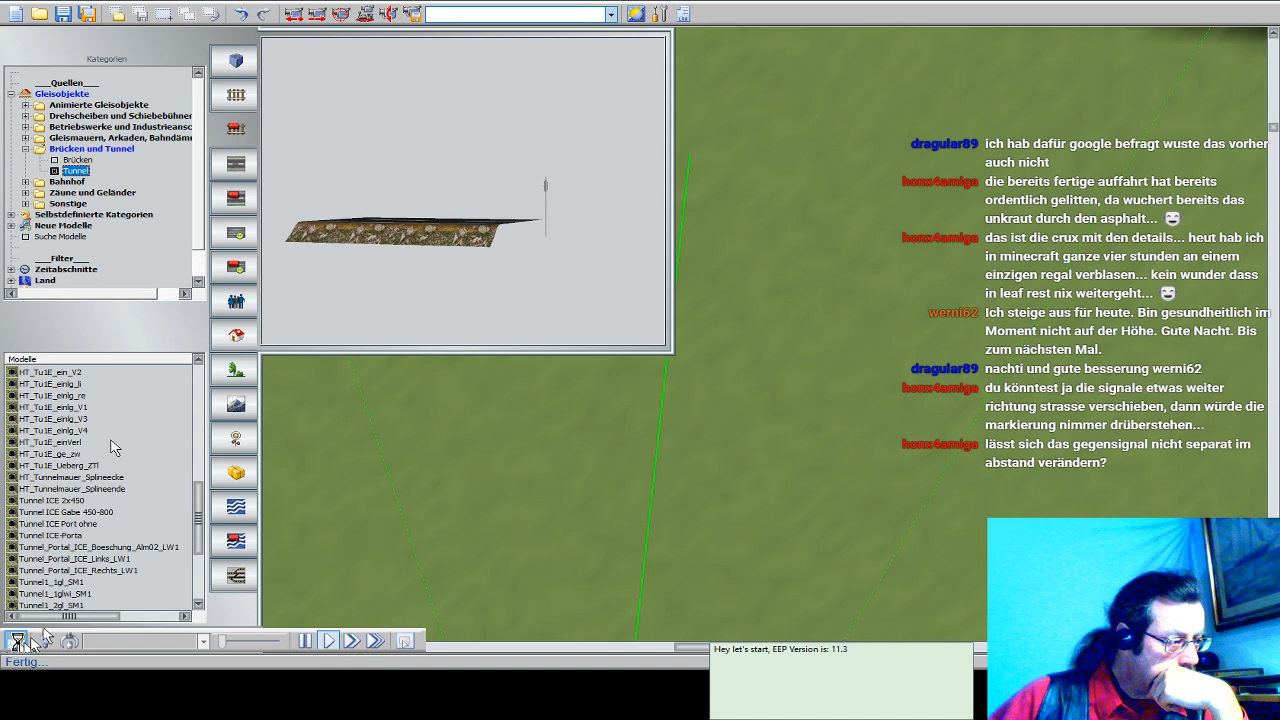 Kategorien
___Quellen___
Gleisobjekte
Animierte Gleisobjekte
Drehscheiben und Schiebebühnen
Betriebswerke und Industrieansc
Gleismauern, Arkaden, Bahndämm
Brücken und Tunnel
Brücken
Tunnel
Bahnhof
Zäune und Geländer
Sonstige
Selbstdefinierte Kategorien
Neue Modelle
Suche Modelle
___Filter___
Zeitabschnitte
Land
Modelle
HT_Tu1E_ein_V2
HT_Tu1E_einlg_li
HT_Tu1E_einlg_re
HT_Tu1E_einlg_V1
HT_Tu1E_einlg_V3
HT_Tu1E_einlg_V4
HT_Tu1E_einVerl
HT_Tu1E_ge_zw
HT_Tu1E_Ueberg_ZTl
HT_Tunnelmauer_Splineecke
HT_Tunnelmauer_Splineende
Tunnel ICE 2x450
Tunnel ICE Gabe 450-800
Tunnel ICE Port ohne
Tunnel ICE-Porta
Tunnel_Portal_ICE_Boeschung_Alm02_LW1
Tunnel_Portal_ICE_Links_LW1
Tunnel_Portal_ICE_Rechts_LW1
Tunnel1_1gl_SM1
Tunnel1_1glwi_SM1
Tunnel1_2gl_SM1
Fertig...
dragular89 ich hab dafür google befragt wuste das vorher
auch nicht
honx4amiga die bereits fertige auffahrt hat bereits
ordentlich gelitten, da wuchert bereits das
unkraut durch den asphalt...
honx4amiga das ist die crux mit den details... heut hab ich
in minecraft ganze vier stunden an einem
einzigen regal verblasen... kein wunder dass
in leaf rest nix weitergeht...
werni62 Ich steige aus für heute. Bin gesundheitlich im
Moment nicht auf der Höhe. Gute Nacht. Bis
zum nächsten Mal.
dragular89 nachti und gute besserung werni62
honx4amiga du könntest ja die signale etwas weiter
richtung strasse verschieben, dann würde die
markierung nimmer drüberstehen...
honx4amiga lässt sich das gegensignal nicht separat im
abstand verändern?
Hey let's start, EEP Version is: 11.3